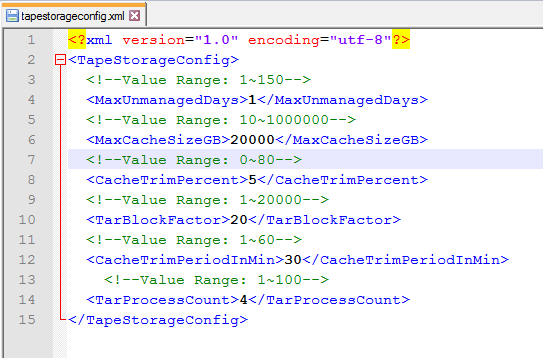 tapestorageconfig.xml
1 <?xml version="1.0" encoding="utf-8"?>
2 <TapeStorageConfig>
3 <!--Value Range: 1~150-->
4 <MaxUnmanagedDays>1</MaxUnmanagedDays>
5 <!--Value Range: 10~1000000-->
6 <MaxCacheSizeGB>20000</MaxCacheSizeGB>
7 <!--Value Range: 0~80-->
8 <CacheTrimPercent>5</CacheTrimPercent>
9 <!--Value Range: 1~20000-->
10 <TarBlockFactor>20</TarBlockFactor>
11 <!--Value Range: 1~60-->
12 <CacheTrimPeriodInMin>30</CacheTrimPeriodInMin>
13 <!--Value Range: 1~100-->
14 <TarProcessCount>4</TarProcessCount>
15 </TapeStorageConfig>